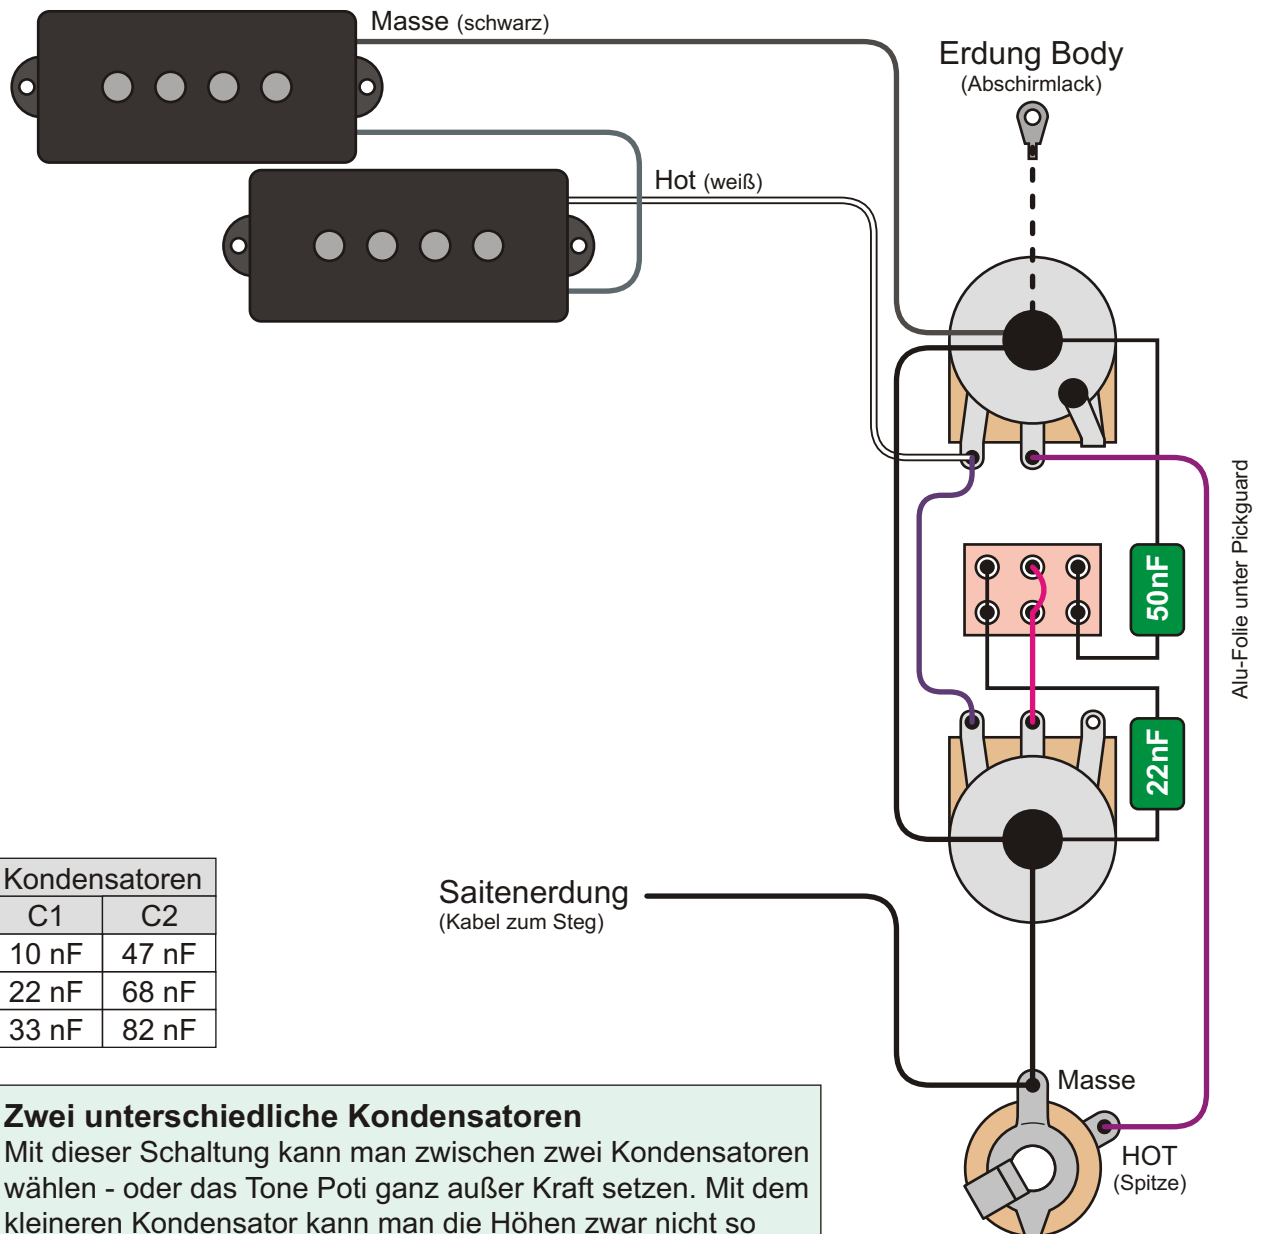 Masse (schwarz)
Erdung Body
(Abschirmlack)
Hot (weiß)
Alu-Folie unter Pickguard
50nF
22nF
Kondensatoren
C1 C2
10 nF 47 nF
22 nF 68 nF
33 nF 82 nF
Saitenerdung
(Kabel zum Steg)
Masse
HOT
(Spitze)
Zwei unterschiedliche Kondensatoren
Mit dieser Schaltung kann man zwischen zwei Kondensatoren
wählen - oder das Tone Poti ganz außer Kraft setzen. Mit dem
kleineren Kondensator kann man die Höhen zwar nicht so